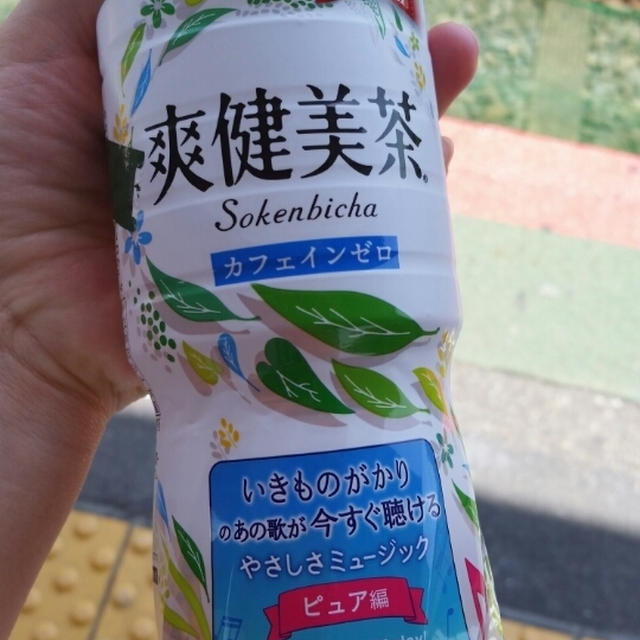 爽健美茶
Sokenbicha
カフェインゼロ
いきものがかり
のあの歌が今すぐ聴ける
やさしさミュージック
ピュア編